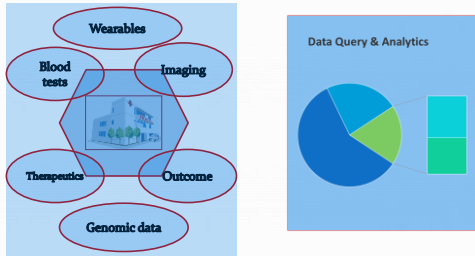 Wearables
Blood
tests
Imaging
Therapeutics
Outcome
Genomic data
Data Query & Analytics